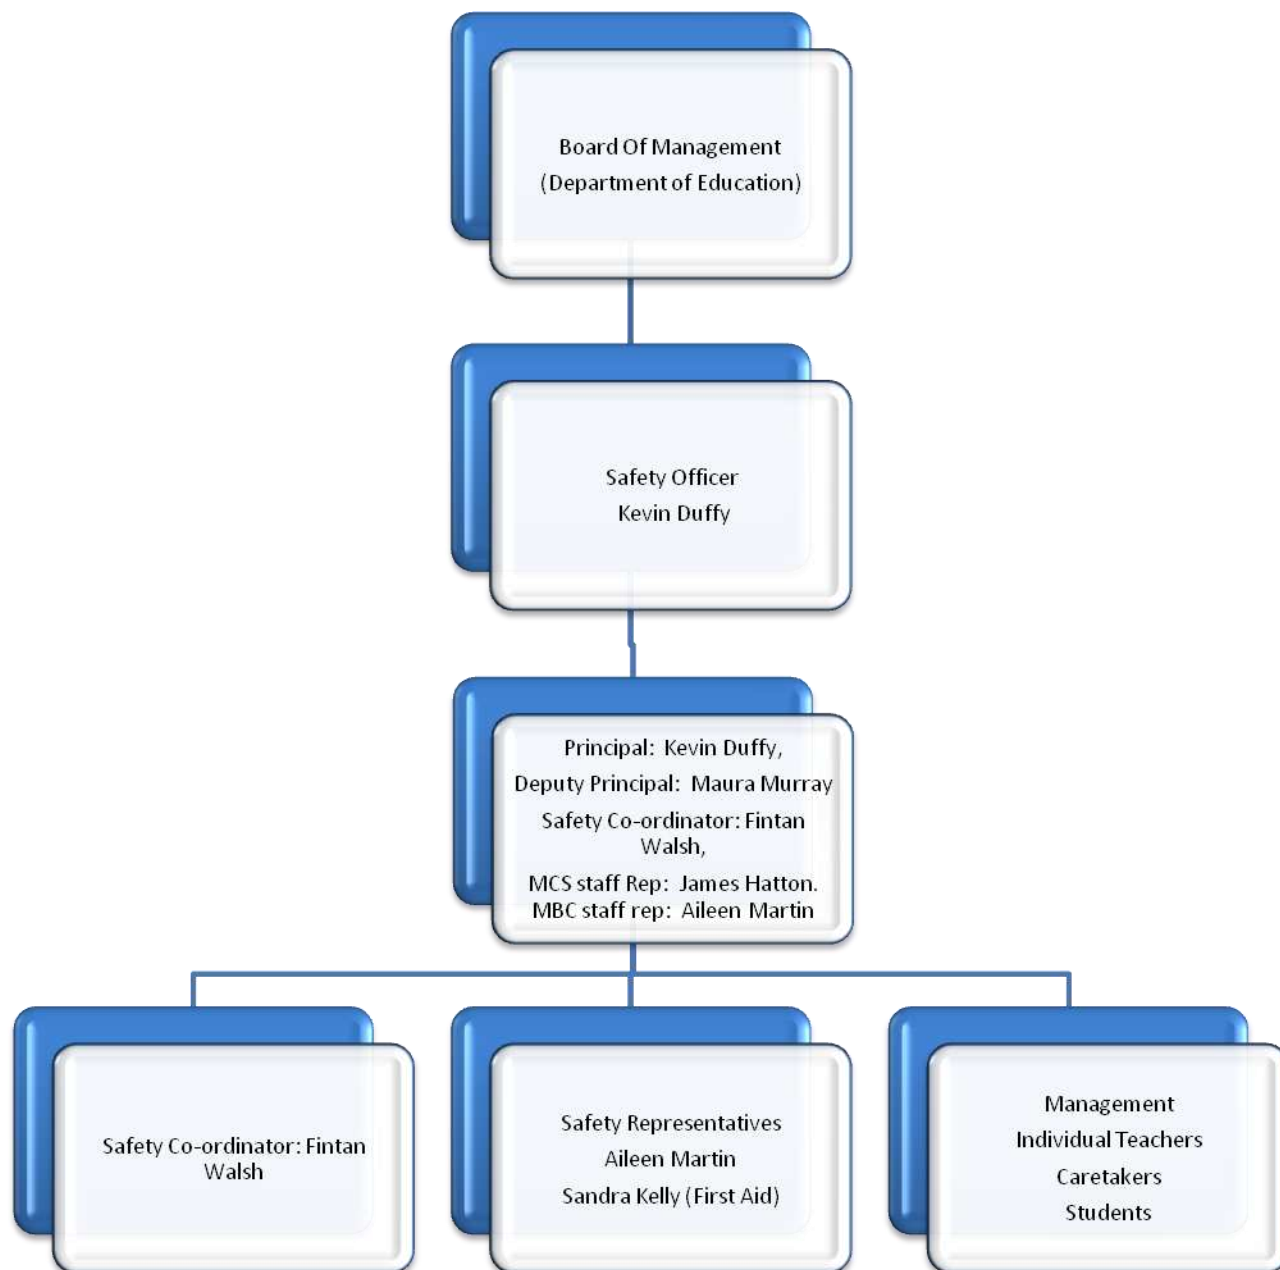 Board Of Management
(Department of Education)
Safety Officer
Kevin Duffy
Principal: Kevin Duffy,
Deputy Principal: Maura Murray
Safety Co-ordinator: Fintan
Walsh,
MCS staff Rep: James Hatton.
MBC staff rep: Aileen Martin
Safety Co-ordinator: Fintan
Walsh
Safety Representatives
Aileen Martin
Sandra Kelly (First Aid)
Management
Individual Teachers
Caretakers
Students